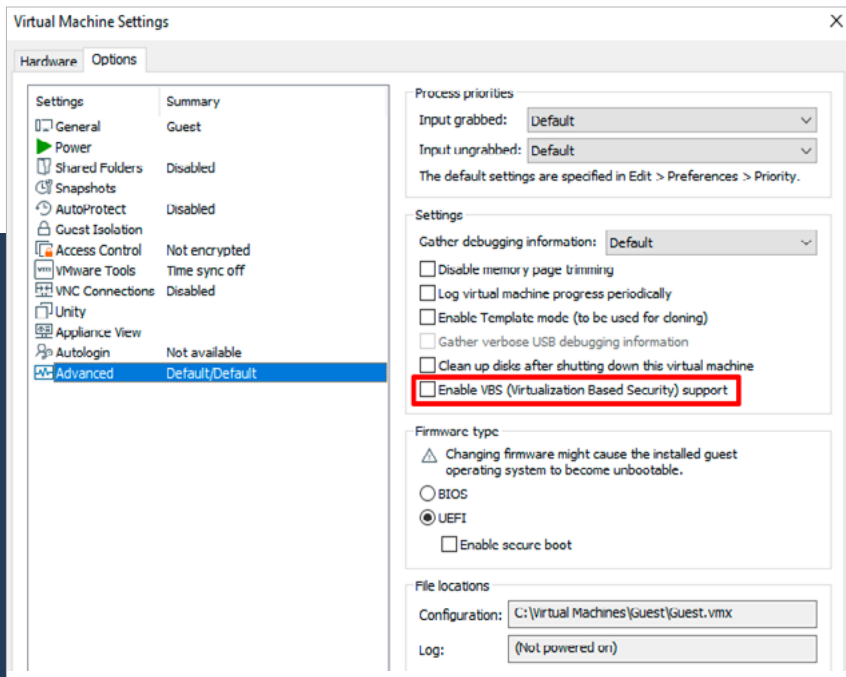 Virtual Machine Settings
Hardware Options
Settings Summary
General Guest
Power
Shared Folders Disabled
Snapshots
AutoProtect Disabled
Guest Isolation
Access Control Not encrypted
VMware Tools Time sync off
VNC Connections Disabled
Unity
Appliance View
Autologin Not available
Advanced Default/Default
Process priorities
Input grabbed: Default
Input ungrabbed: Default
The default settings are specified in Edit > Preferences > Priority.
Settings
Gather debugging information: Default
Disable memory page trimming
Log virtual machine progress periodically
Enable Template mode (to be used for cloning)
Gather verbose USB debugging information
Clean up disks after shutting down this virtual machine
Enable VBS (Virtualization Based Security) support
Firmware type
Changing firmware might cause the installed guest
operating system to become unbootable.
BIOS
UEFI
Enable secure boot
File locations
Configuration: C:\Virtual Machines\Guest\Guest.vmx
Log: (Not powered on)